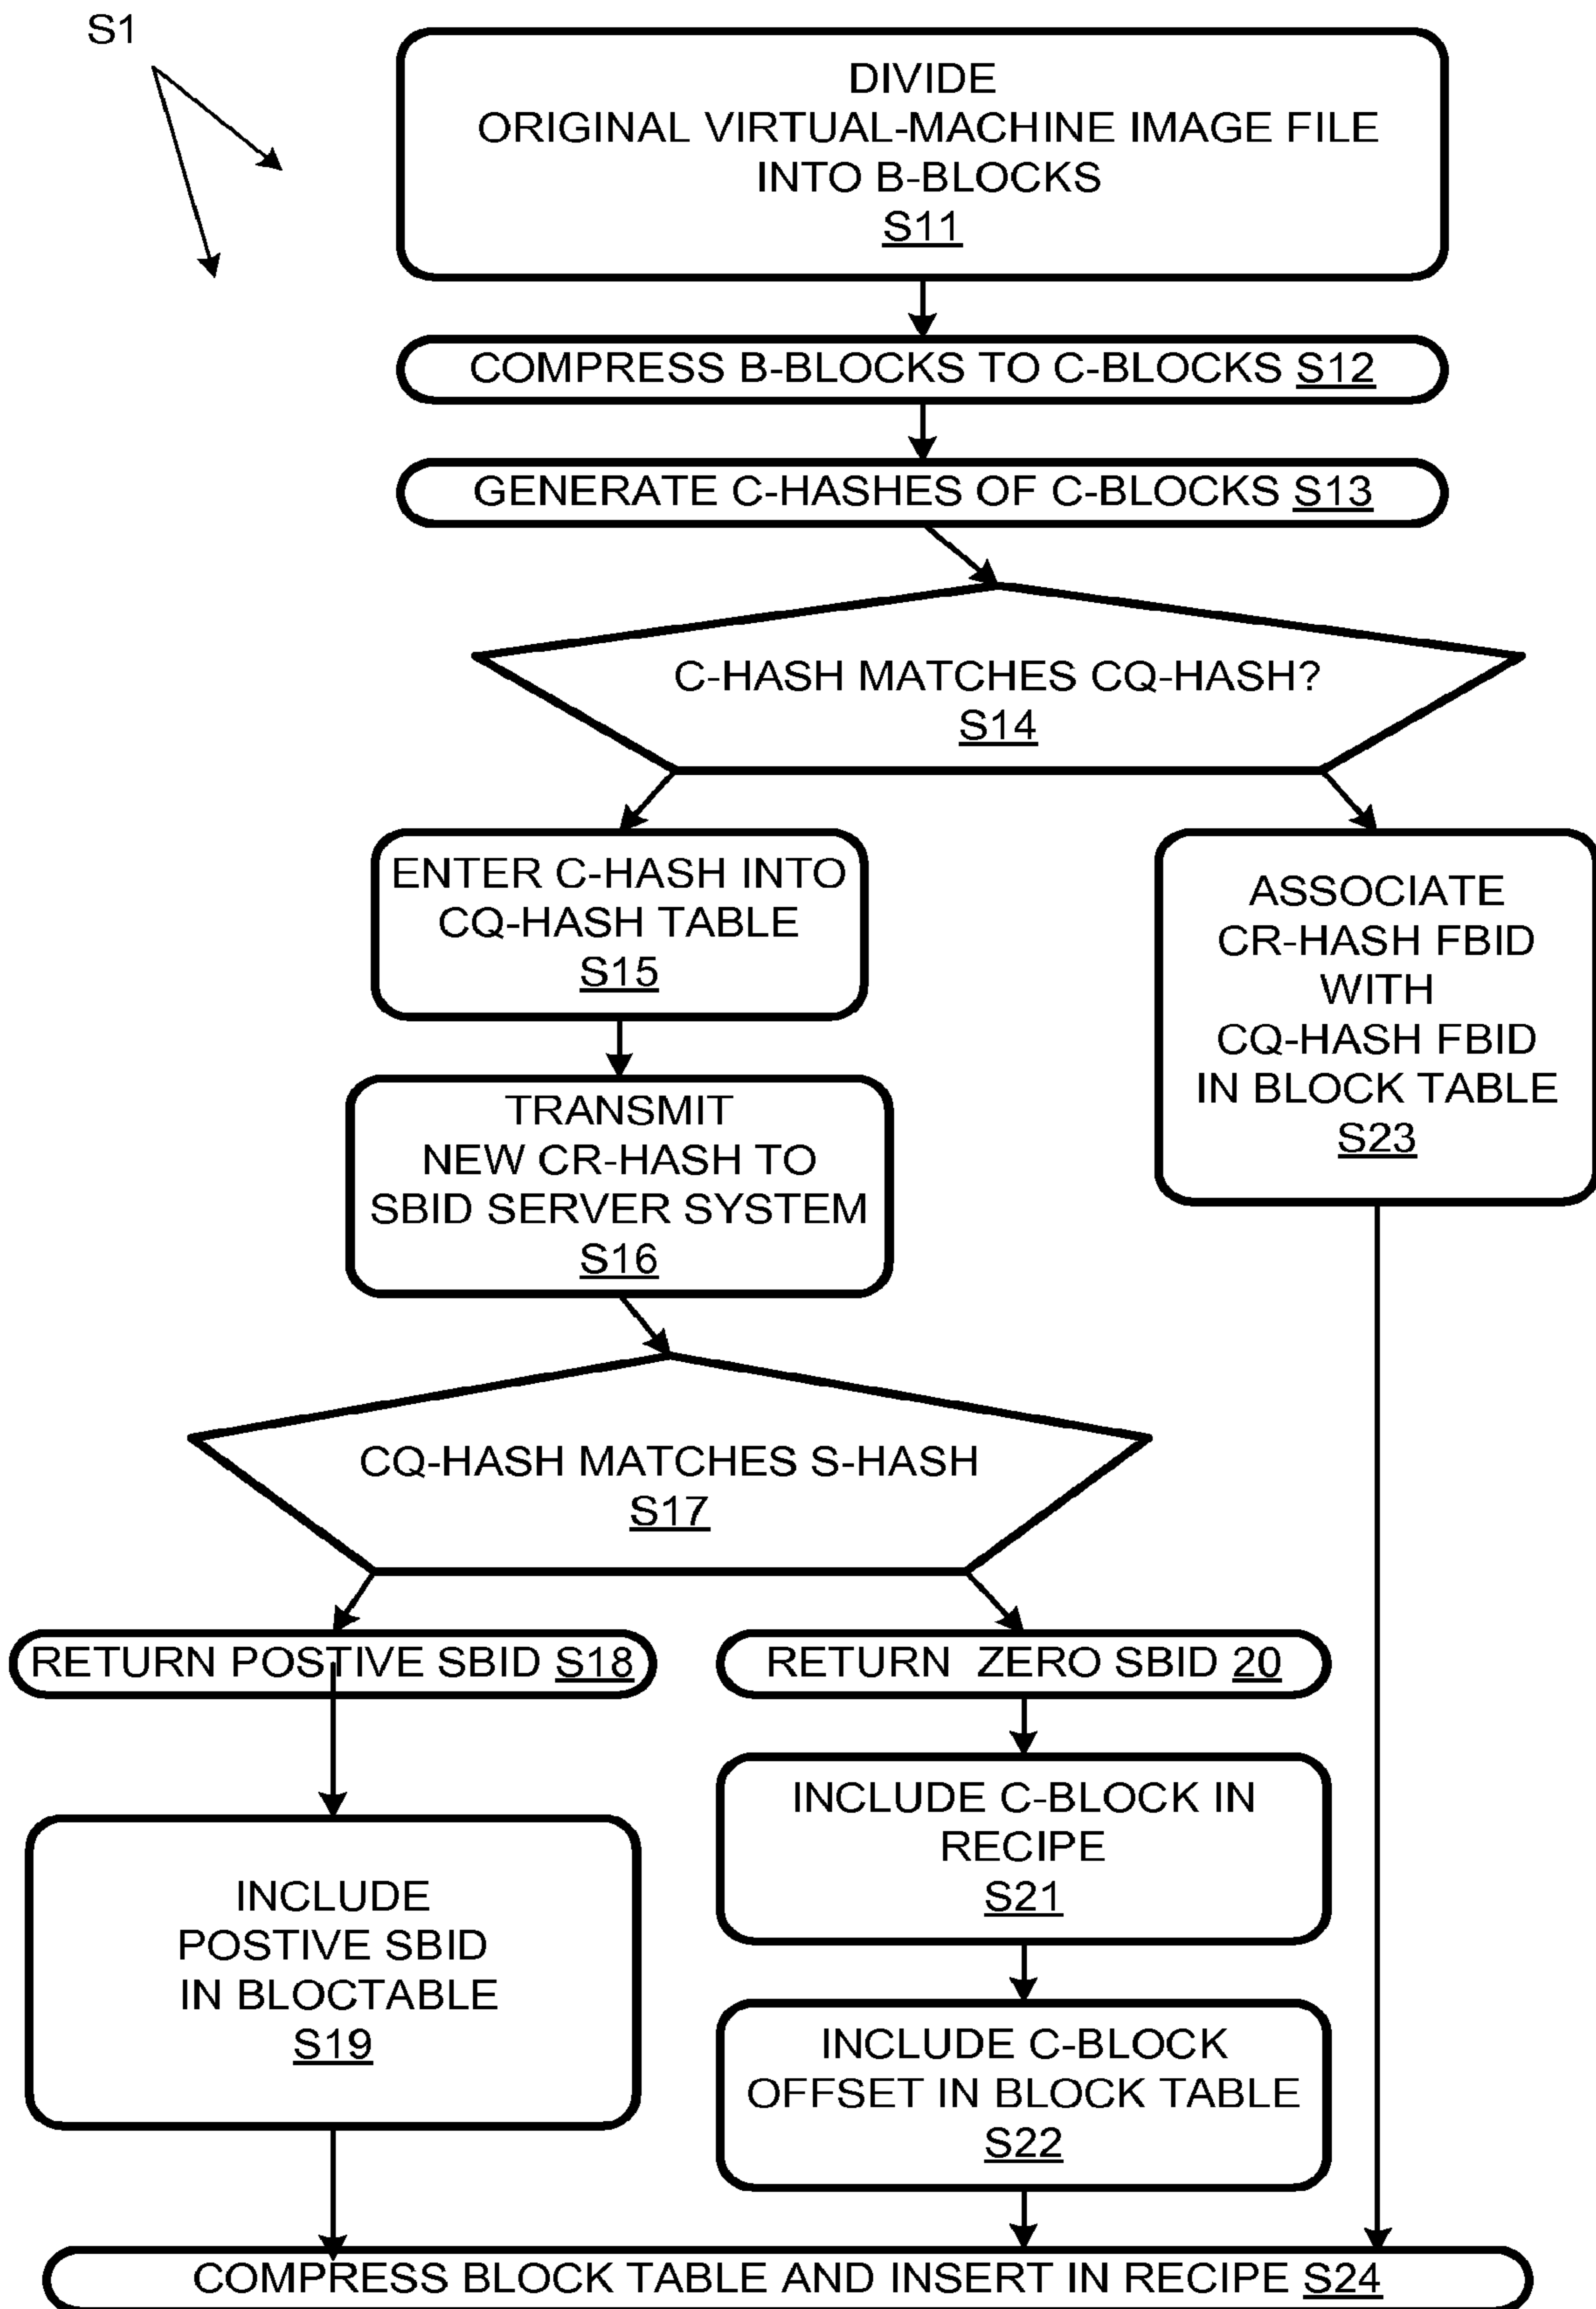 S1
DIVIDE
ORIGINAL VIRTUAL-MACHINE IMAGE FILE
INTO B-BLOCKS
S11
COMPRESS B-BLOCKS TO C-BLOCKS S12
GENERATE C-HASHES OF C-BLOCKS S13
C-HASH MATCHES CQ-HASH?
S14
ENTER C-HASH INTO
CQ-HASH TABLE
S15
ASSOCIATE
CR-HASH FBID
WITH
CQ-HASH FBID
IN BLOCK TABLE
S23
TRANSMIT
NEW CR-HASH TO
SBID SERVER SYSTEM
S16
CQ-HASH MATCHES S-HASH
S17
RETURN POSTIVE SBID S18
RETURN ZERO SBID 20
INCLUDE
POSTIVE SBID
IN BLOCTABLE
S19
INCLUDE C-BLOCK IN
RECIPE
S21
INCLUDE C-BLOCK
OFFSET IN BLOCK TABLE
S22
COMPRESS BLOCK TABLE AND INSERT IN RECIPE S24